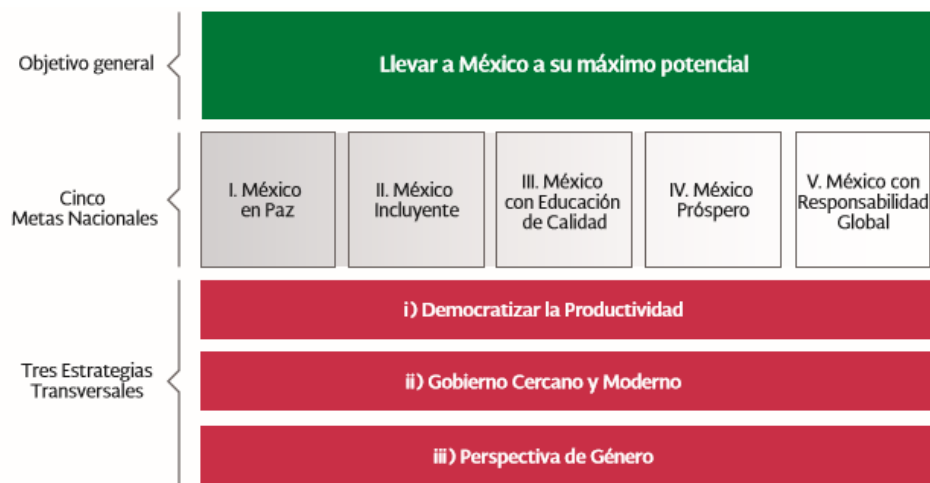 Objetivo general
Llevar a México a su máximo potencial
Cinco
Metas Nacionales
I. México
en Paz
II. México
Incluyente
III. México
con Educación
de Calidad
IV. México
Próspero
V. México con
Responsabilidad
Global
Tres Estrategias
Transversales
i) Democratizar la Productividad
ii) Gobierno Cercano y Moderno
iii) Perspectiva de Género